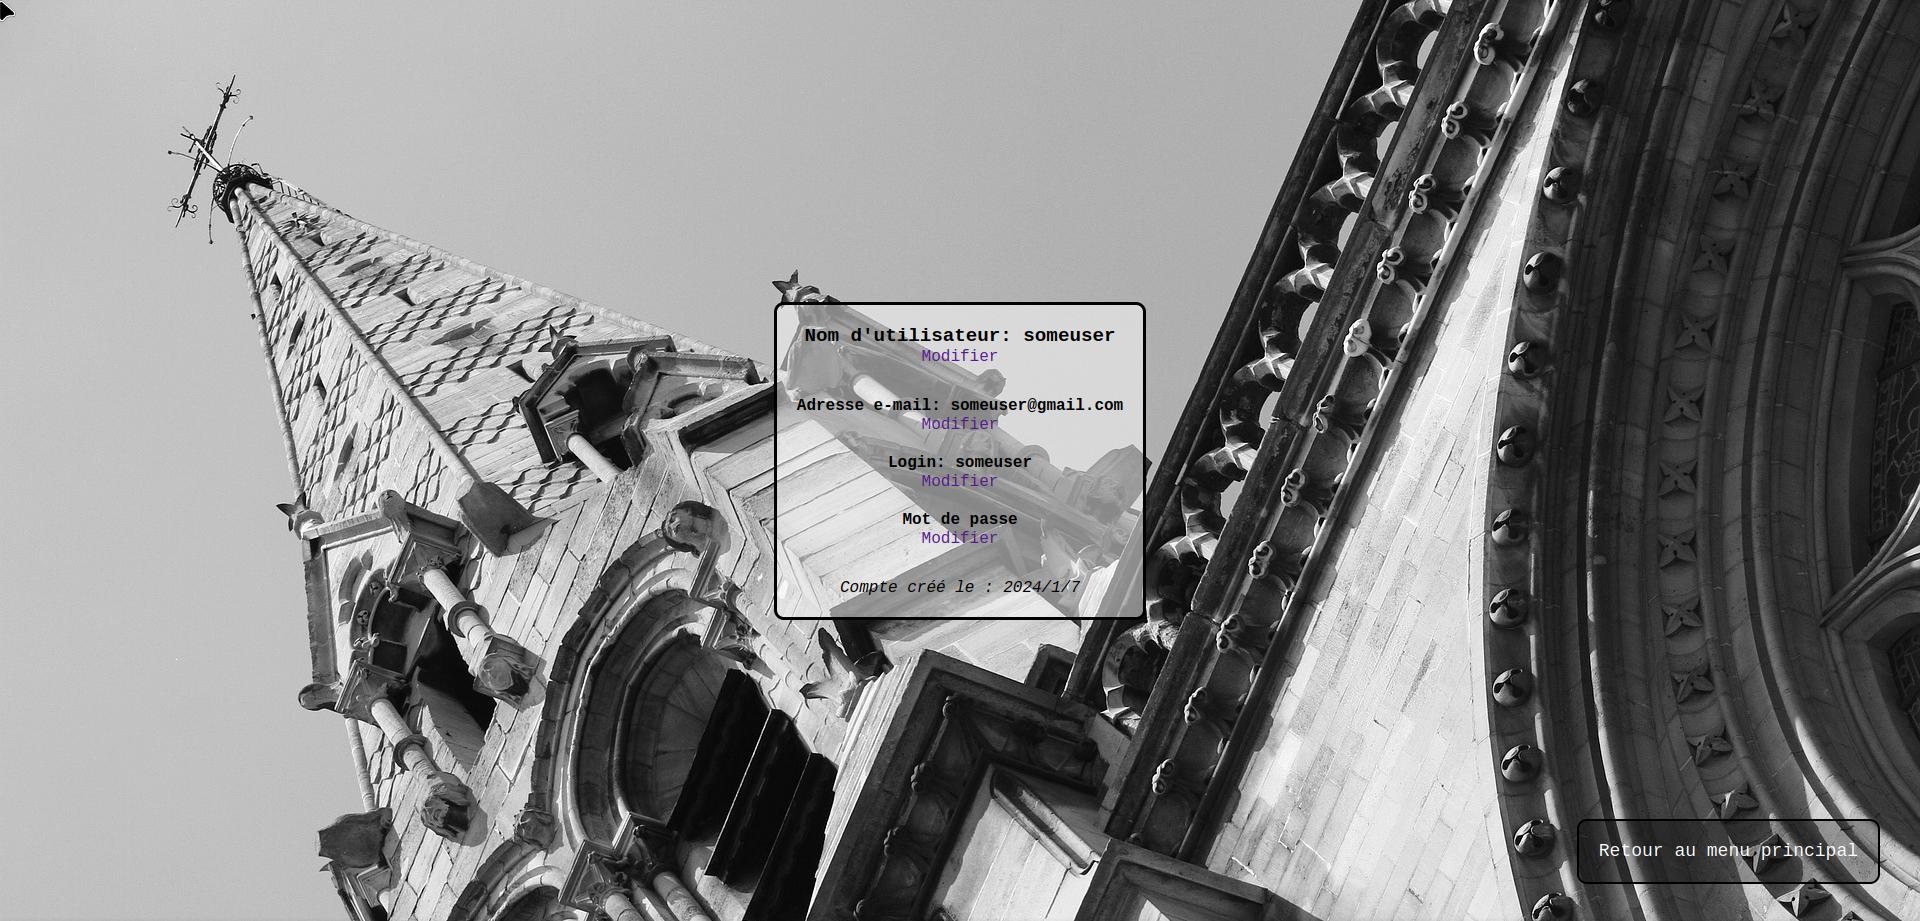 Nom d'utilisateur: someuser
Modifier
Adresse e-mail: someuser@gmail.com
Modifier
Login: someuser
Modifier
Mot de passe
Modifier
Compte créé le : 2024/1/7
Retour au menu principal